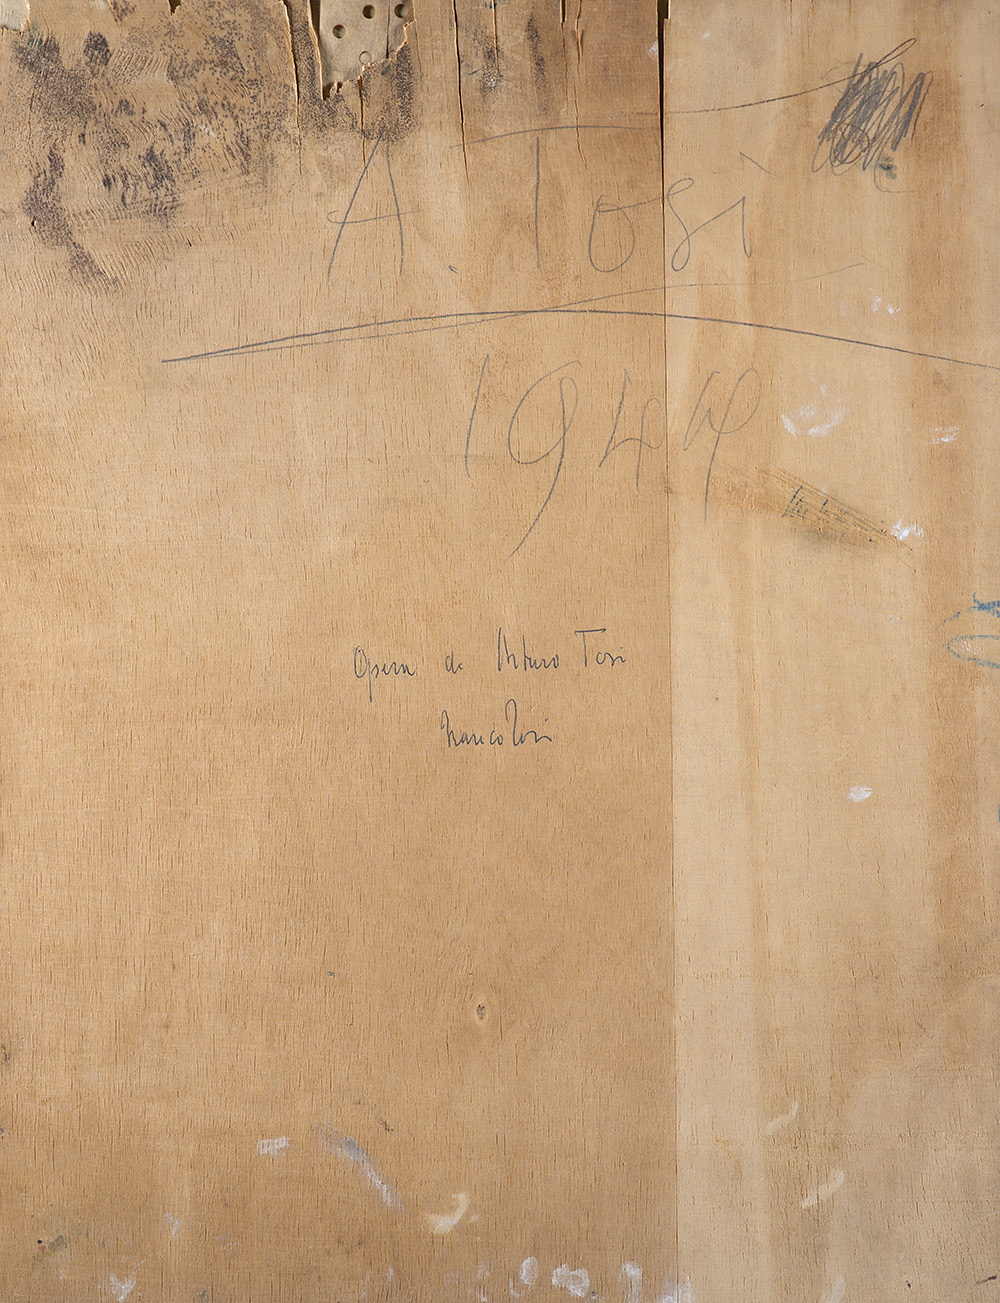 A. Tosi
1944
Opera di Arturo Tosi
Franco Tosi